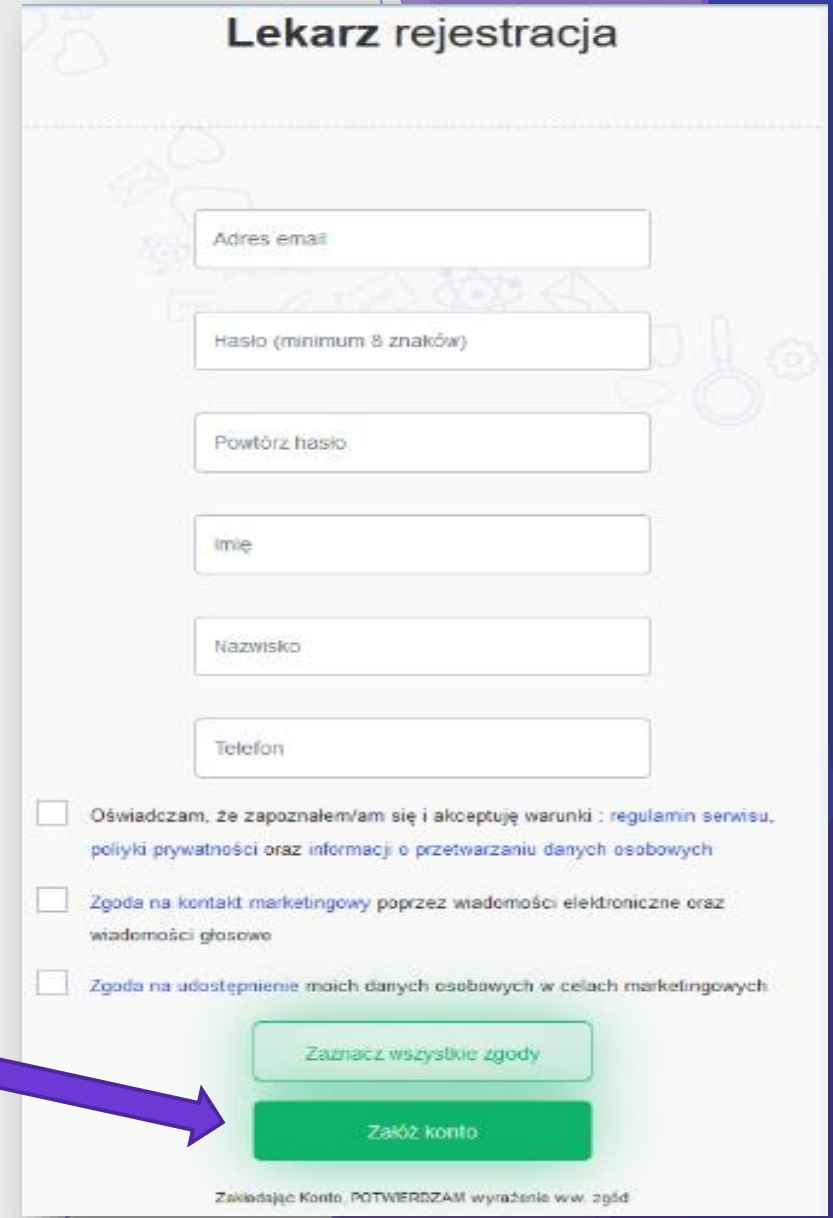 Lekarz rejestracja
Adres email
Hasło (minimum 8 znaków)
Powtórz hasło
Imię
Nazwisko
Telefon
Oświadczam, że zapoznałem/am się i akceptuję warunki : regulamin serwisu,
poliyki prywatności oraz informacji o przetwarzaniu danych osobowych
Zgoda na kontakt marketingowy poprzez wiadomości elektroniczne oraz
wiadomości głosowe
Zgoda na udostępnienie moich danych osobowych w celach marketingowych
Zaznacz wszystkie zgody
Załóż konto
Zakładając Konto, POTWIERDZAM wyrażenie ww. zgód